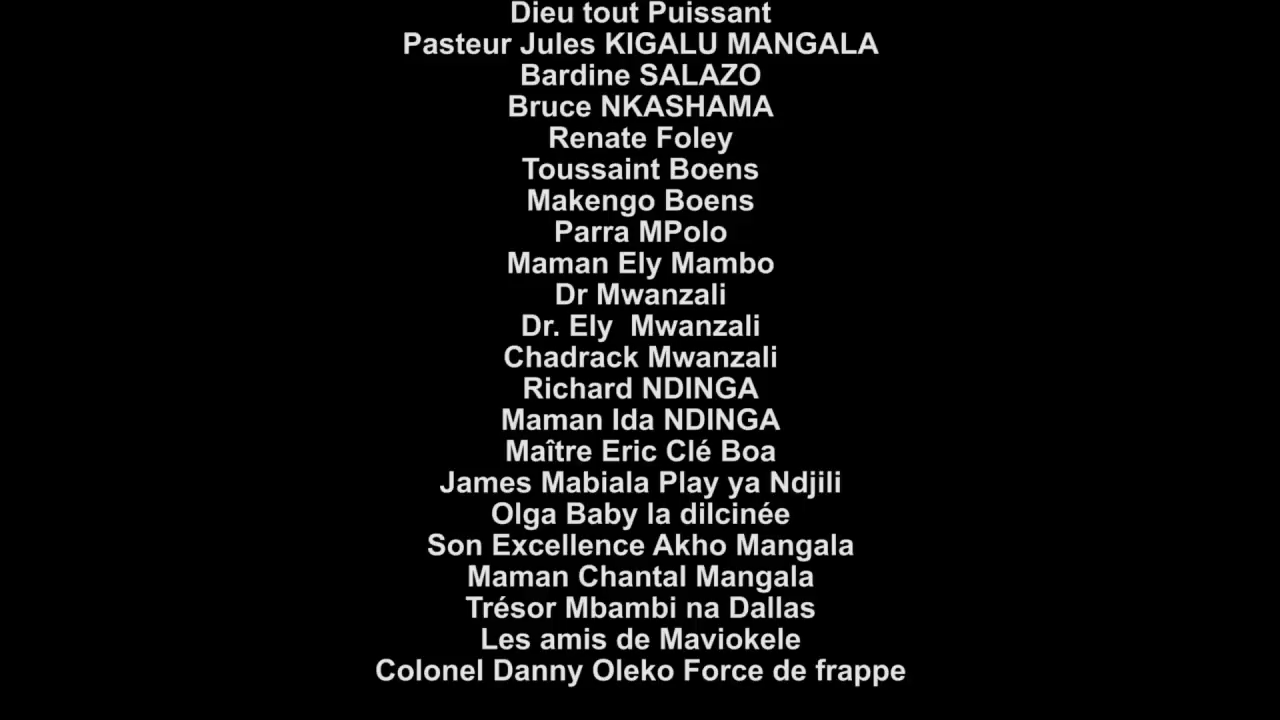 Dieu tout Puissant
Pasteur Jules KIGALU MANGALA
Bardine SALAZO
Bruce NKASHAMA
Renate Foley
Toussaint Boens
Makengo Boens
Parra MPolo
Maman Ely Mambo
Dr Mwanzali
Dr. Ely  Mwanzali
Chadrack Mwanzali
Richard NDINGA
Maman Ida NDINGA
Maître Eric Clé Boa
James Mabiala Play ya Ndjili
Olga Baby la dilcinée
Son Excellence Akho Mangala
Maman Chantal Mangala
Trésor Mbambi na Dallas
Les amis de Maviokele
Colonel Danny Oleko Force de frappe